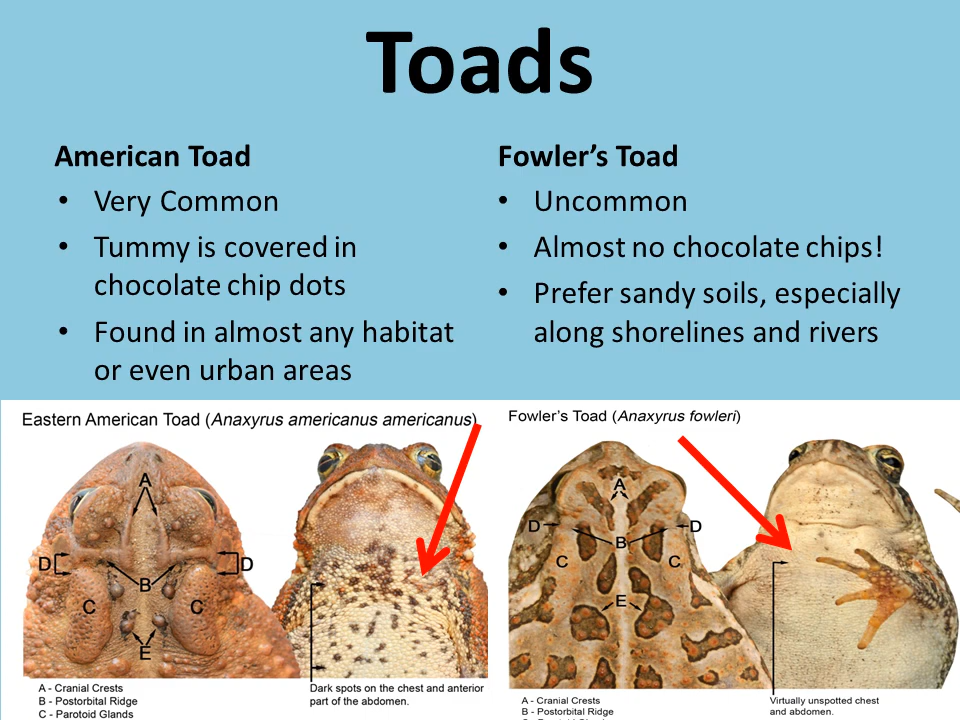 Toads
American Toad
• Very Common
• Tummy is covered in
chocolate chip dots
• Found in almost any habitat
or even urban areas
Fowler's Toad
• Uncommon
• Almost no chocolate chips!
• Prefer sandy soils, especially
along shorelines and rivers
Eastern American Toad (Anaxyrus americanus americanus)
A
D
D
B
C
C
E
A - Cranial Crests
B - Postorbital Ridge
C - Parotoid Glands
Dark spots on the chest and anterior
part of the abdomen.
Fowler's Toad (Anaxyrus fowleri)
A
D
D
B
C
C
E
A - Cranial Crests
B - Postorbital Ridge
Virtually unspotted chest
and abdomen.